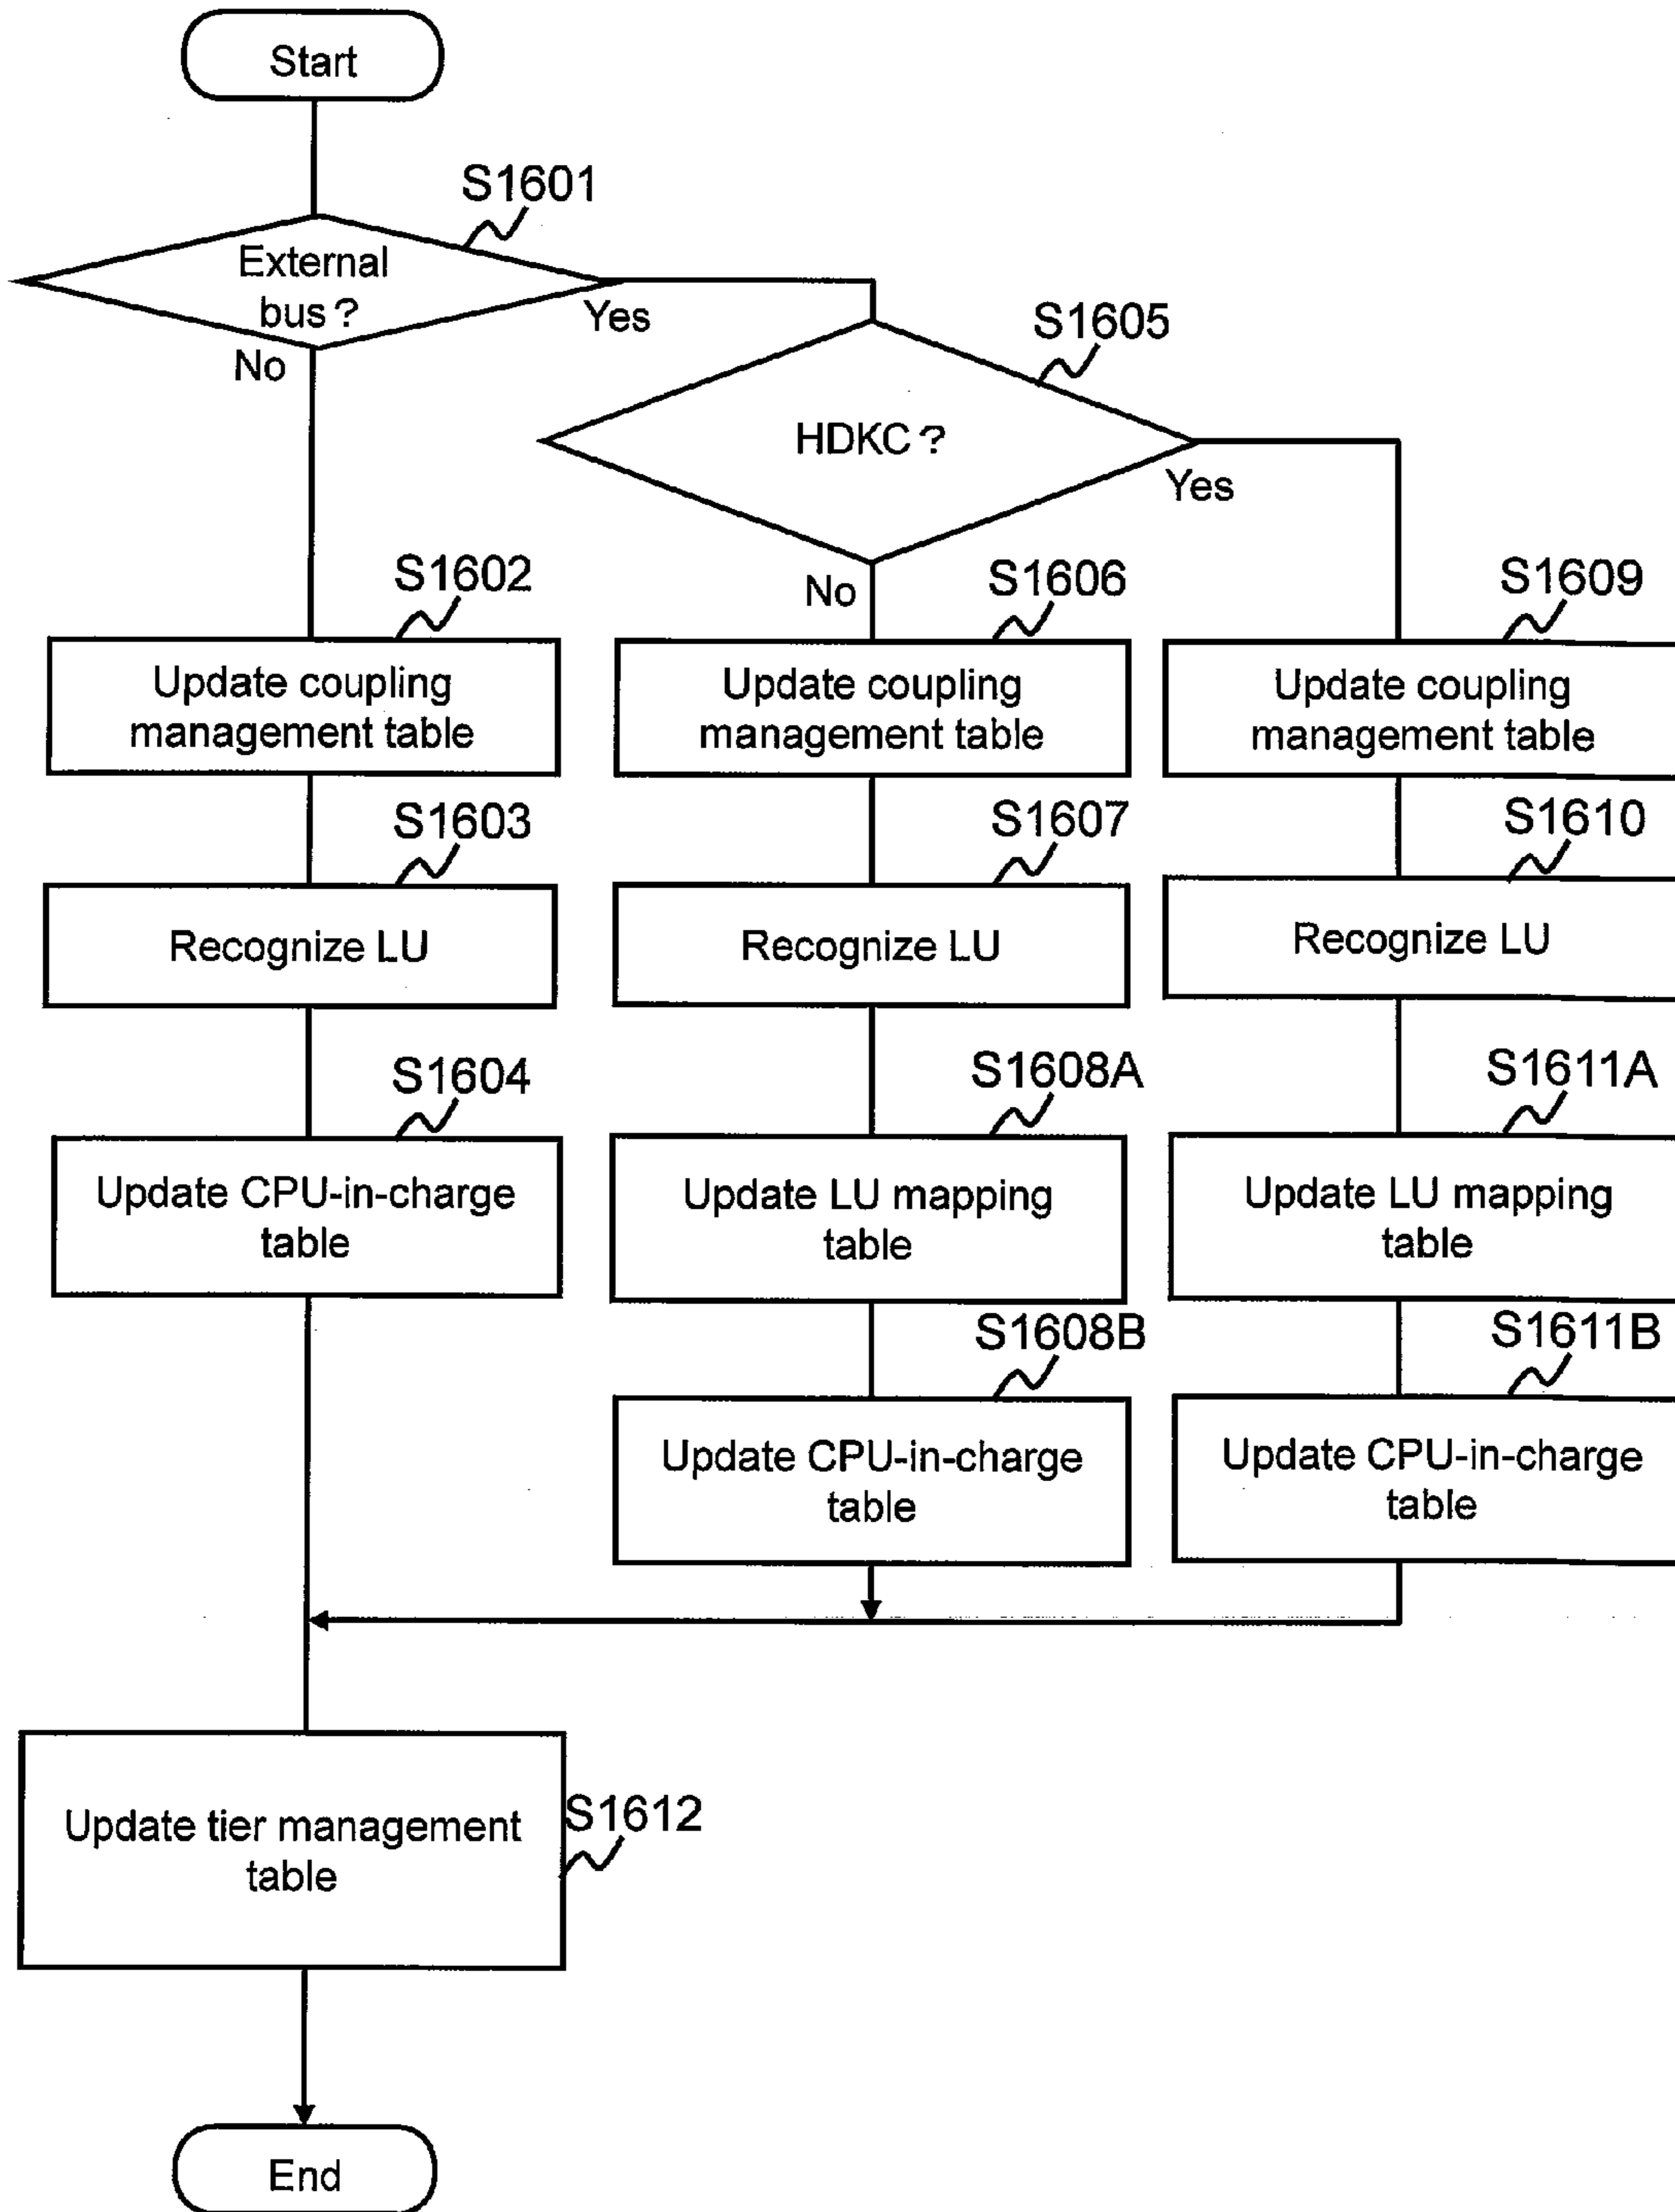 Start
S1601
External
bus?
Yes
No
S1605
HDKC?
Yes
No
S1602
S1606
S1609
Update coupling
management table
Update coupling
management table
Update coupling
management table
S1603
S1607
S1610
Recognize LU
Recognize LU
Recognize LU
S1604
S1608A
S1611A
Update CPU-in-charge
table
Update LU mapping
table
Update LU mapping
table
S1608B
S1611B
Update CPU-in-charge
table
Update CPU-in-charge
table
Update tier management
table
S1612
End